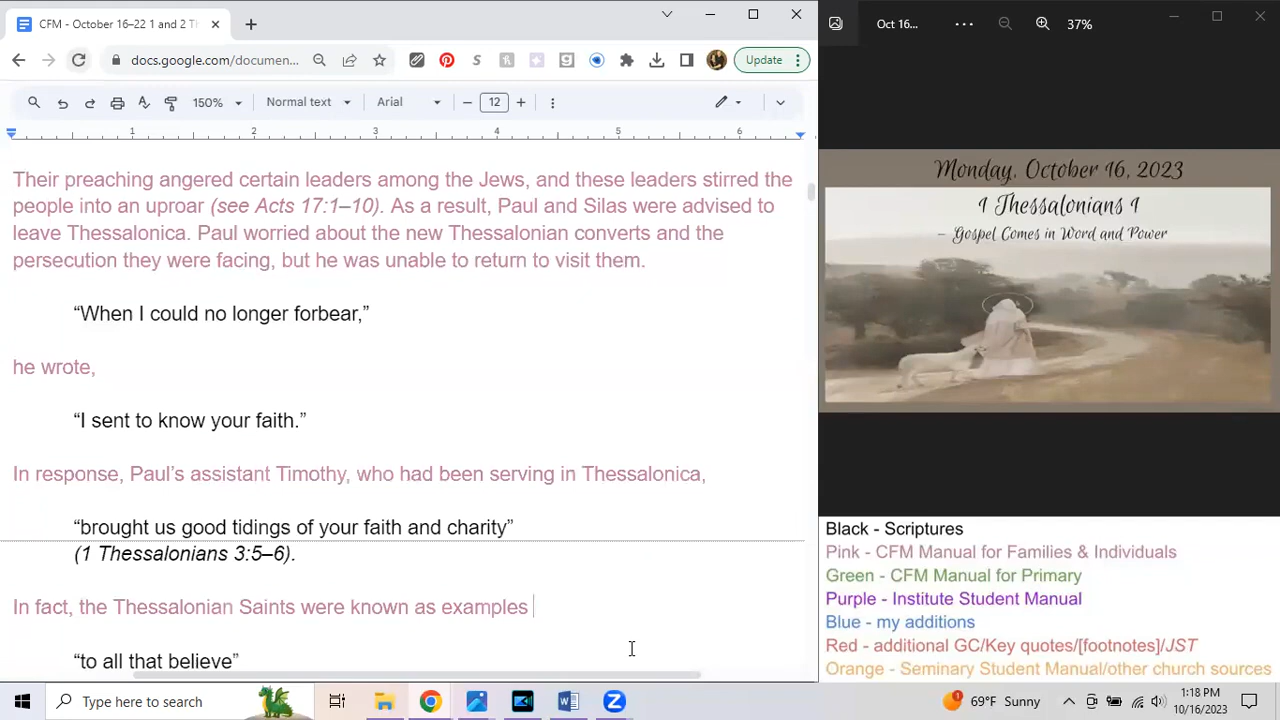 CFM - October 16–22 1 and 2 Th
docs.google.com/documen...
Update
150%
Normal text
Arial
12
1 2 3 4 5 6
Their preaching angered certain leaders among the Jews, and these leaders stirred the
people into an uproar (see Acts 17:1–10). As a result, Paul and Silas were advised to
leave Thessalonica. Paul worried about the new Thessalonian converts and the
persecution they were facing, but he was unable to return to visit them.
“When I could no longer forbear,”
he wrote,
“I sent to know your faith.”
In response, Paul’s assistant Timothy, who had been serving in Thessalonica,
“brought us good tidings of your faith and charity”
(1 Thessalonians 3:5–6).
In fact, the Thessalonian Saints were known as examples
“to all that believe”
Oct 16...
37%
Monday, October 16, 2023
1 Thessalonians 1
– Gospel Comes in Word and Power
Black - Scriptures
Pink - CFM Manual for Families & Individuals
Green - CFM Manual for Primary
Purple - Institute Student Manual
Blue - my additions
Red - additional GC/Key quotes/[footnotes]/JST
Orange - Seminary Student Manual/other church sources
Type here to search
1
69°F Sunny
1:18 PM
10/16/2023